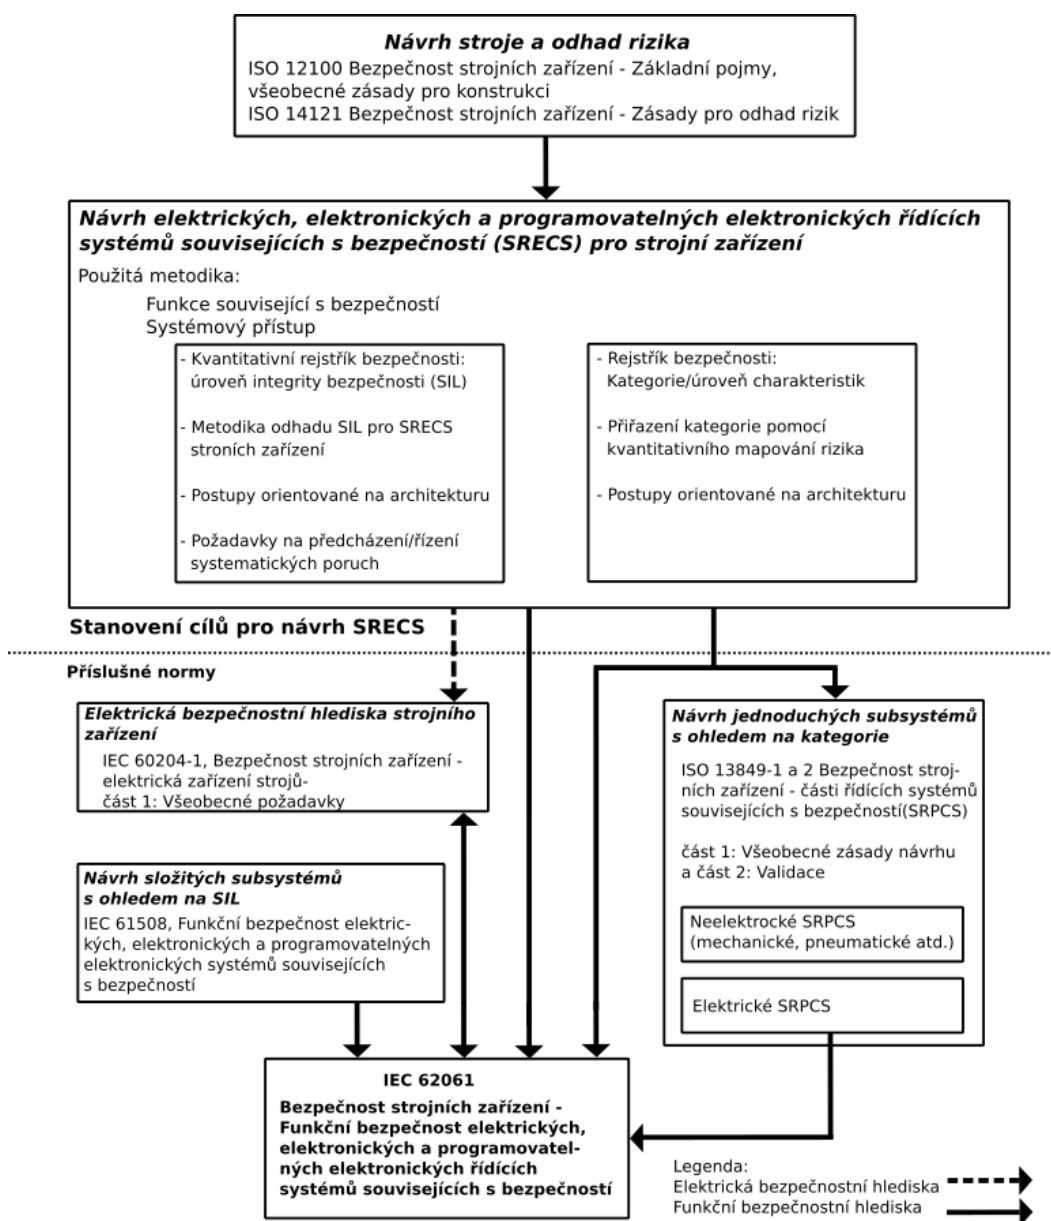 Návrh stroje a odhad rizika
ISO 12100 Bezpečnost strojních zařízení - Základní pojmy,
všeobecné zásady pro konstrukci
ISO 14121 Bezpečnost strojních zařízení - Zásady pro odhad rizik
Návrh elektrických, elektronických a programovatelných elektronických řídících
systémů souvisejících s bezpečností (SRECS) pro strojní zařízení
Použitá metodika:
Funkce související s bezpečností
Systémový přístup
- Kvantitativní rejstřík bezpečnosti:
úroveň integrity bezpečnosti (SIL)
- Metodika odhadu SIL pro SRECS
stroních zařízení
- Postupy orientované na architekturu
- Požadavky na předcházení/řízení
systematických poruch
- Rejstřík bezpečnosti:
Kategorie/úroveň charakteristik
- Přiřazení kategorie pomocí
kvantitativního mapování rizika
- Postupy orientované na architekturu
Stanovení cílů pro návrh SRECS
Příslušné normy
Elektrická bezpečnostní hlediska strojního
zařízení
IEC 60204-1, Bezpečnost strojních zařízení -
elektrická zařízení strojů-
část 1: Všeobecné požadavky
Návrh složitých subsystémů
s ohledem na SIL
IEC 61508, Funkční bezpečnost elektric-
kých, elektronických a programovatelných
elektronických systémů souvisejících
s bezpečností
Návrh jednoduchých subsystémů
s ohledem na kategorie
ISO 13849-1 a 2 Bezpečnost stroj-
ních zařízení - části řídících systémů
souvisejících s bezpečností(SRPCS)
část 1: Všeobecné zásady návrhu
a část 2: Validace
Neelektrocké SRPCS
(mechanické, pneumatické atd.)
Elektrické SRPCS
IEC 62061
Bezpečnost strojních zařízení -
Funkční bezpečnost elektrických,
elektronických a programovatel-
ných elektronických řídících
systémů souvisejících s bezpečností
Legenda:
Elektrická bezpečnostní hlediska
Funkční bezpečnostní hlediska